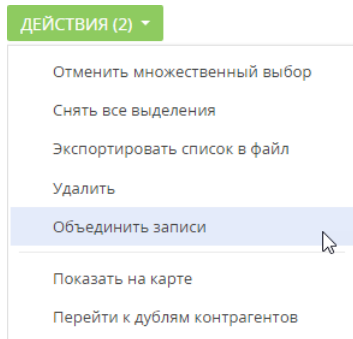 ДЕЙСТВИЯ (2)
Отменить множественный выбор
Снять все выделения
Экспортировать список в файл
Удалить
Объединить записи
Показать на карте
Перейти к дублям контрагентов